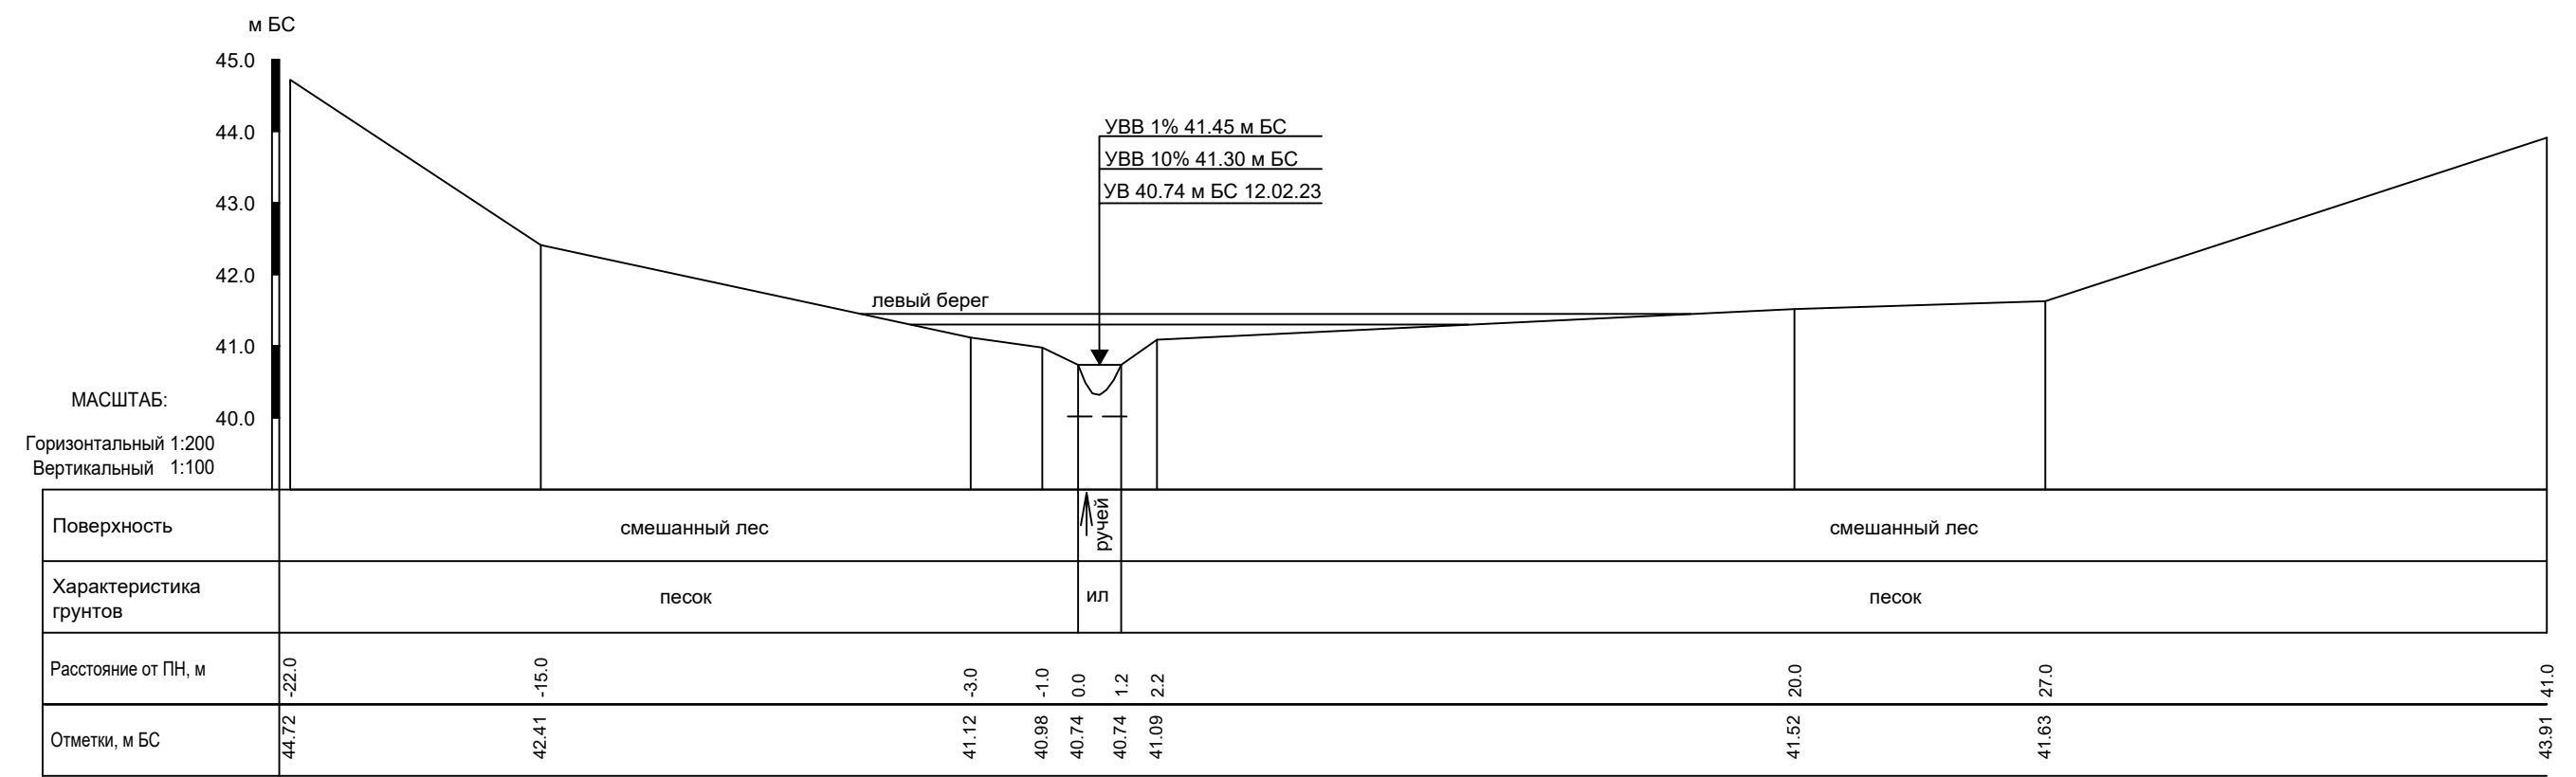 м БС
45.0
44.0
43.0
42.0
41.0
40.0
УВВ 1% 41.45 м БС
УВВ 10% 41.30 м БС
УВ 40.74 м БС 12.02.23
левый берег
МАСШТАБ:
Горизонтальный 1:200
Вертикальный 1:100
Поверхность
смешанный лес
ручей
смешанный лес
Характеристика
грунтов
песок
ил
песок
Расстояние от ПН, м
-22.0
-15.0
-3.0
-1.0
0.0
1.2
2.2
20.0
27.0
41.0
Отметки, м БС
44.72
42.41
41.12
40.98
40.74
40.74
41.09
41.52
41.63
43.91